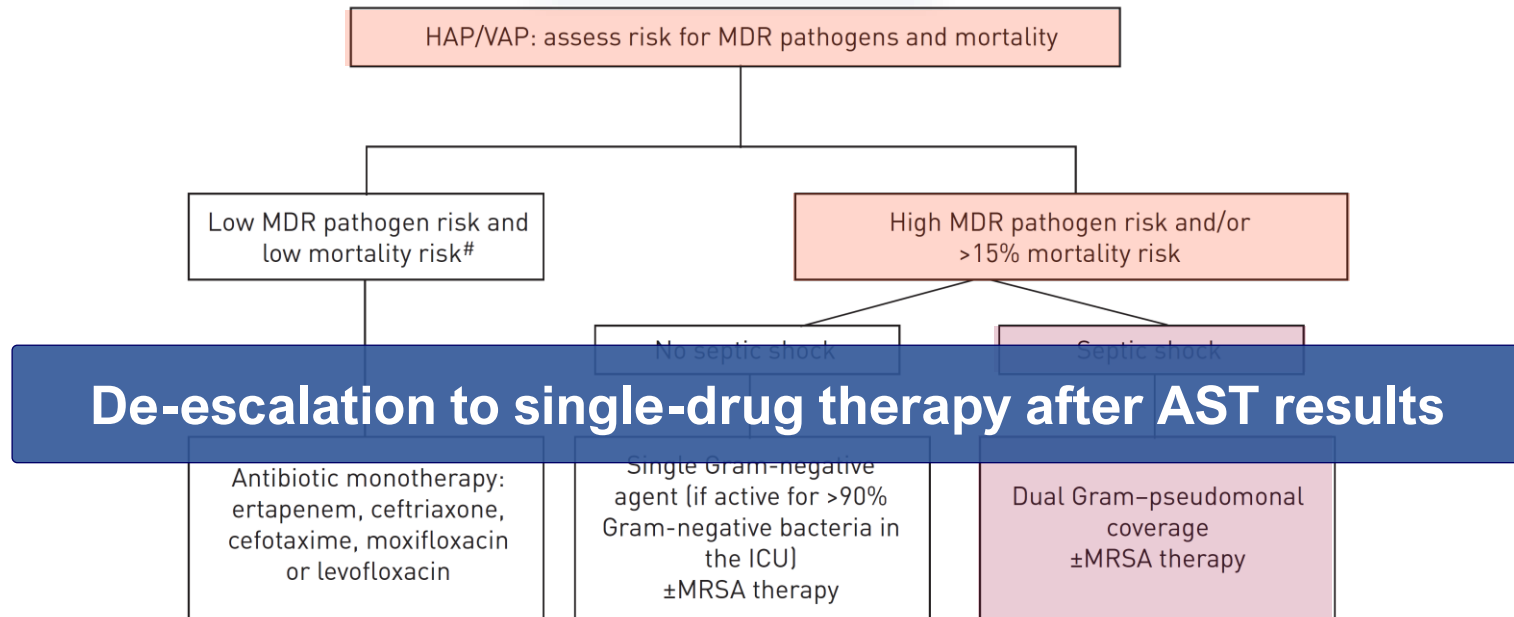 HAP/VAP: assess risk for MDR pathogens and mortality
Low MDR pathogen risk and
low mortality risk#
High MDR pathogen risk and/or
>15% mortality risk
No septic shock
Septic shock
De-escalation to single-drug therapy after AST results
Antibiotic monotherapy:
ertapenem, ceftriaxone,
cefotaxime, moxifloxacin
or levofloxacin
Single Gram-negative
agent (if active for >90%
Gram-negative bacteria in
the ICU)
±MRSA therapy
Dual Gram–pseudomonal
coverage
±MRSA therapy